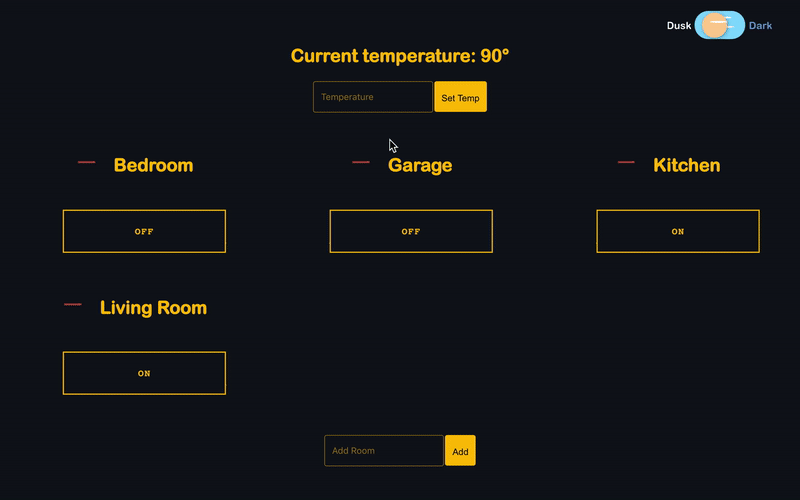 Dusk Dark
Current temperature: 90°
Temperature Set Temp
Bedroom Garage Kitchen
OFF OFF ON
Living Room
ON
Add Room Add